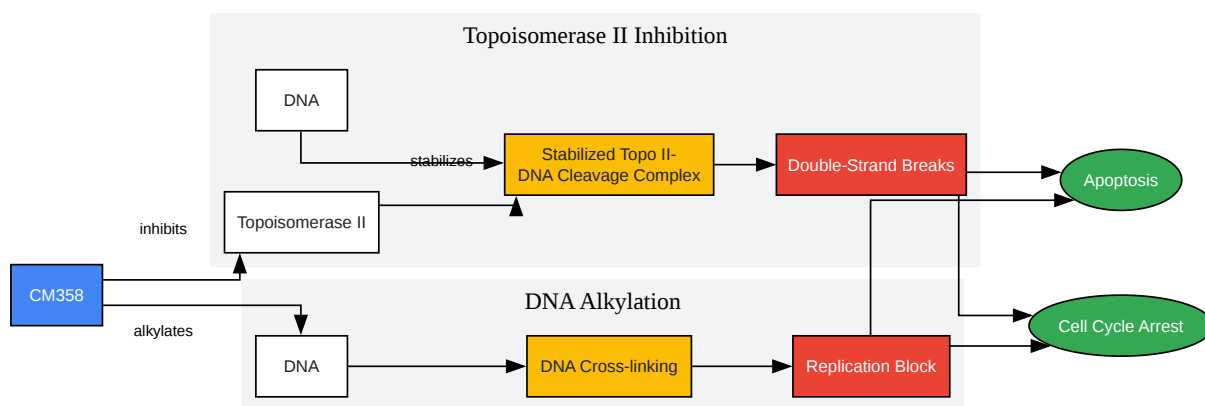 Topoisomerase II Inhibition
DNA
stabilizes
Stabilized Topo II-
DNA Cleavage Complex
Double-Strand Breaks
Apoptosis
Topoisomerase II
inhibits
CM358
alkylates
DNA Alkylation
DNA
DNA Cross-linking
Replication Block
Cell Cycle Arrest